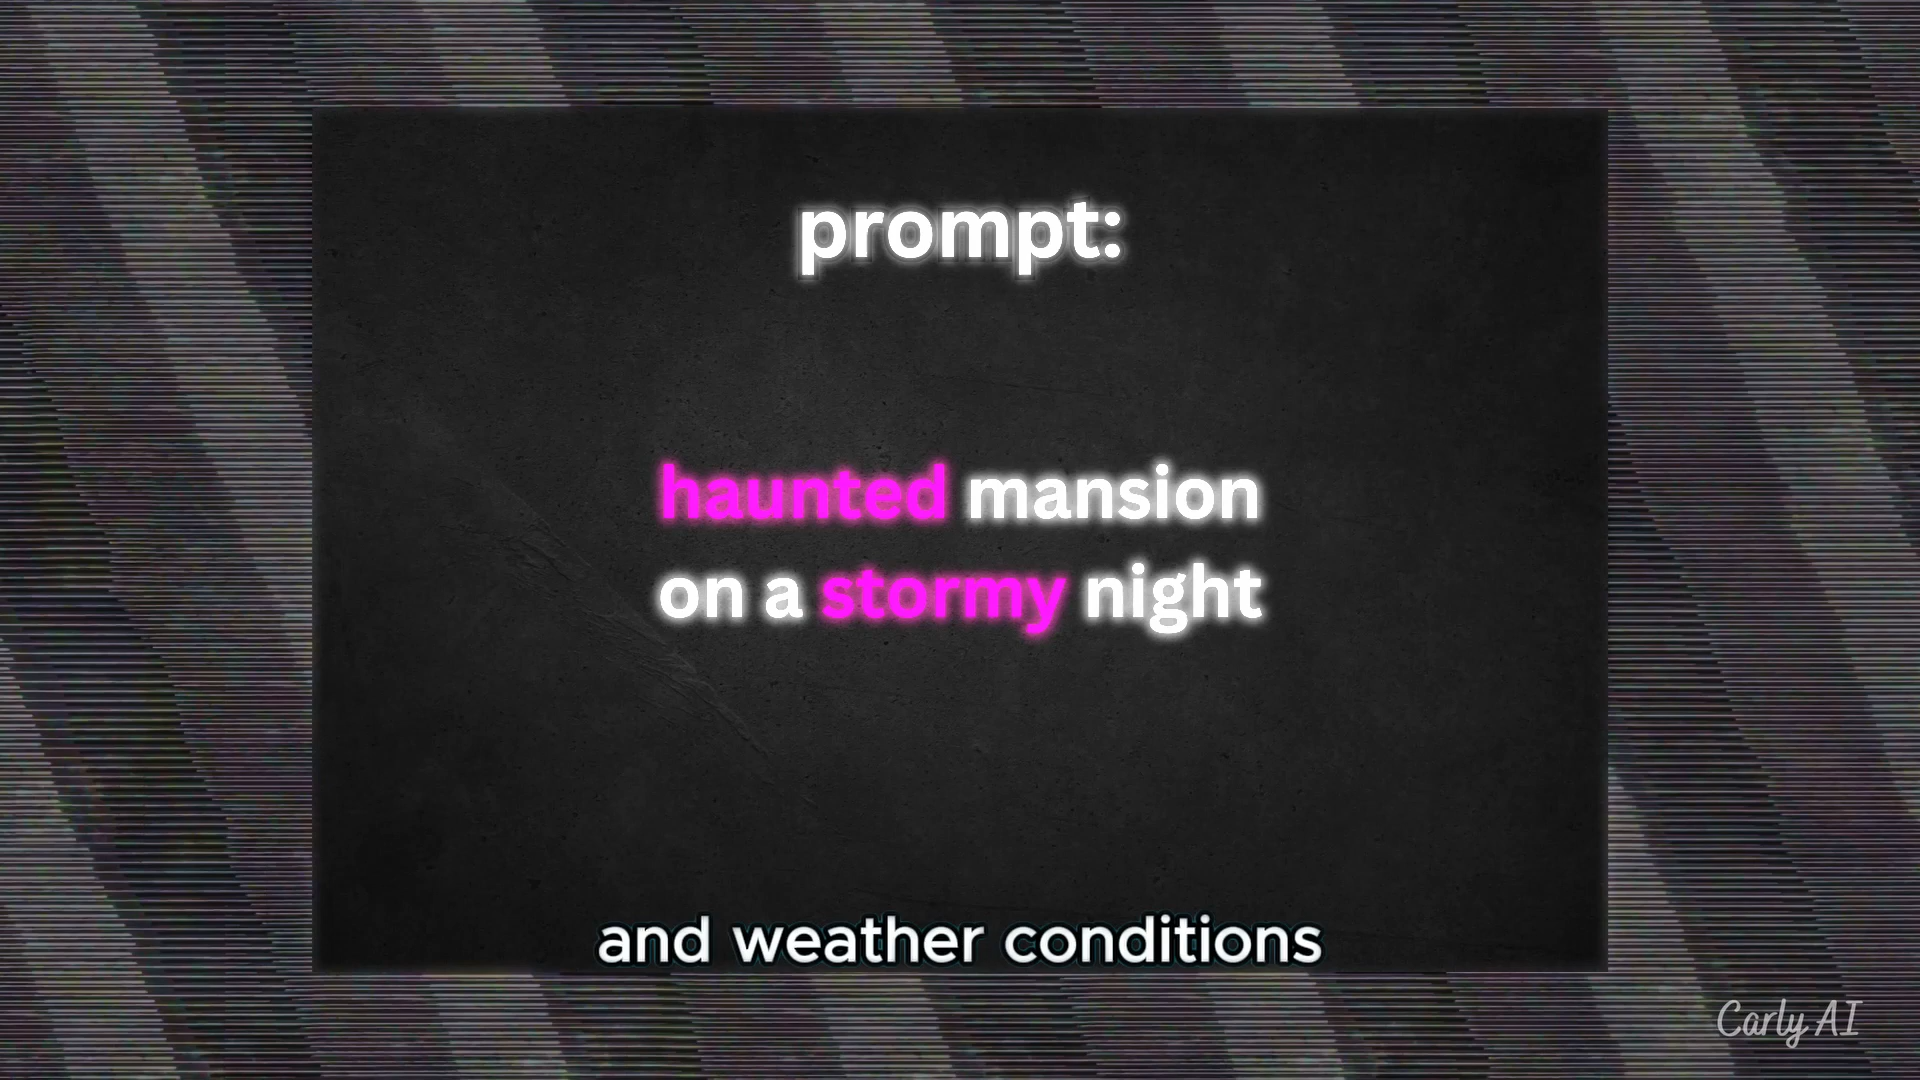 prompt:
haunted mansion
on a stormy night
and weather conditions
Carly AI